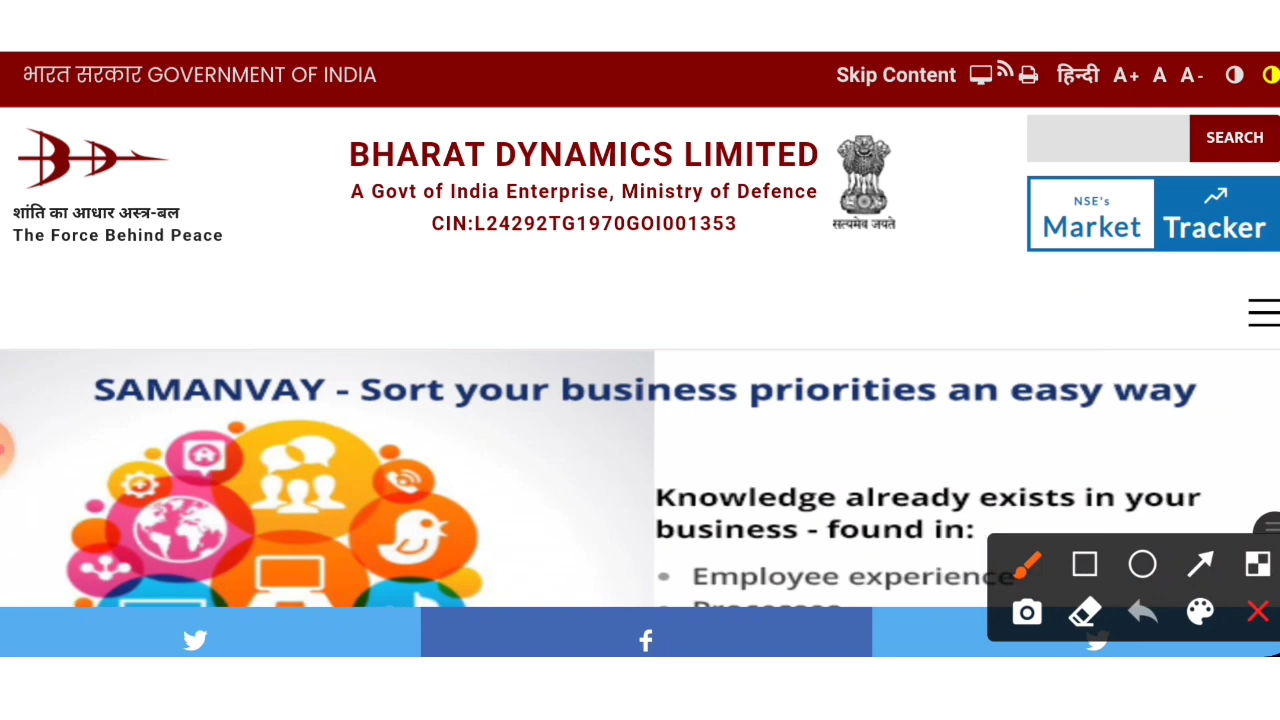 भारत सरकार GOVERNMENT OF INDIA
Skip Content हिन्दी A+ A A-
SEARCH
BHARAT DYNAMICS LIMITED
A Govt of India Enterprise, Ministry of Defence
CIN:L24292TG1970GOI001353
सत्यमेव जयते
शांति का आधार अस्त्र-बल
The Force Behind Peace
NSE's
Market Tracker
SAMANVAY - Sort your business priorities an easy way
Knowledge already exists in your
business - found in:
• Employee experience